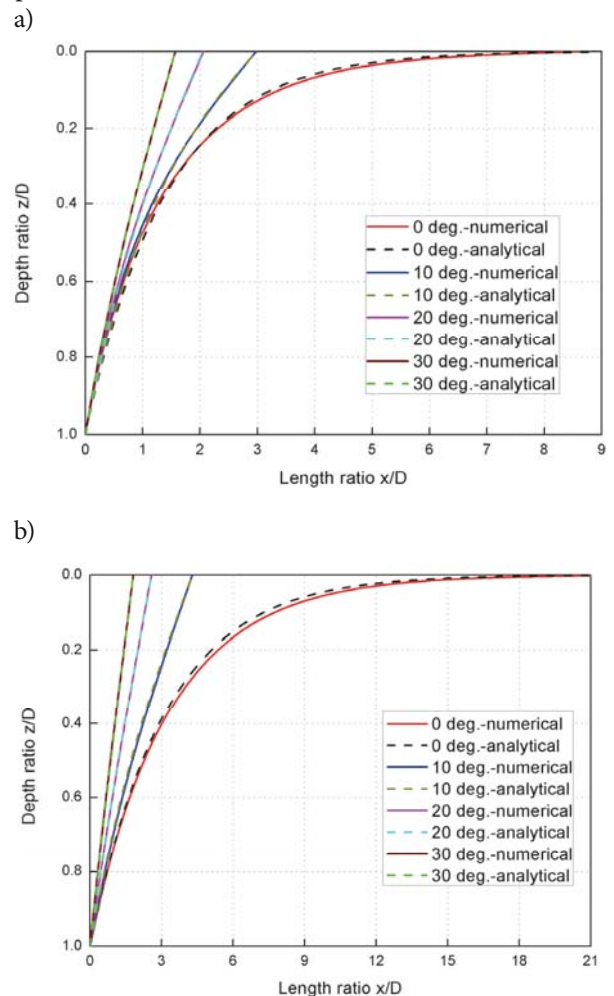 a)
0.0
0.2
0.4
0.6
0.8
1.0
Depth ratio z/D
0 deg.-numerical
0 deg.-analytical
10 deg.-numerical
10 deg.-analytical
20 deg.-numerical
20 deg.-analytical
30 deg.-numerical
30 deg.-analytical
0 1 2 3 4 5 6 7 8 9
Length ratio x/D
b)
0.0
0.2
0.4
0.6
0.8
1.0
Depth ratio z/D
0 deg.-numerical
0 deg.-analytical
10 deg.-numerical
10 deg.-analytical
20 deg.-numerical
20 deg.-analytical
30 deg.-numerical
30 deg.-analytical
0 3 6 9 12 15 18 21
Length ratio x/D